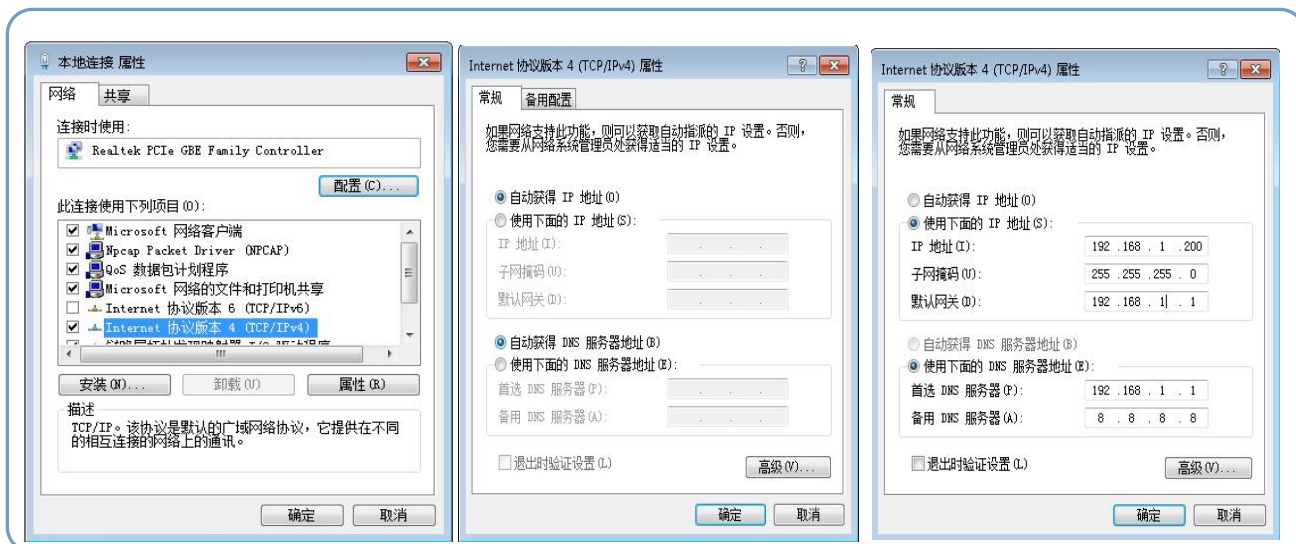 本地连接 属性
网络
共享
连接时使用:
Realtek PCIe GBE Family Controller
配置(C)...
此连接使用下列项目(O):
Microsoft 网络客户端
Npcap Packet Driver (NPCAP)
QoS 数据包计划程序
Microsoft 网络的文件和打印机共享
Internet 协议版本 6 (TCP/IPv6)
Internet 协议版本 4 (TCP/IPv4)
安装(N)...
卸载(U)
属性(R)
描述
TCP/IP。该协议是默认的广域网络协议，它提供在不同
的相互连接的网络上的通讯。
确定
取消
Internet 协议版本 4 (TCP/IPv4) 属性
常规
备用配置
如果网络支持此功能，则可以获取自动指派的 IP 设置。否则，
您需要从网络系统管理员处获得适当的 IP 设置。
自动获得 IP 地址(O)
使用下面的 IP 地址(S):
IP 地址(I):
子网掩码(U):
默认网关(D):
自动获得 DNS 服务器地址(B)
使用下面的 DNS 服务器地址(E):
首选 DNS 服务器(P):
备用 DNS 服务器(A):
退出时验证设置(L)
高级(V)...
确定
取消
Internet 协议版本 4 (TCP/IPv4) 属性
常规
如果网络支持此功能，则可以获取自动指派的 IP 设置。否则，
您需要从网络系统管理员处获得适当的 IP 设置。
自动获得 IP 地址(O)
使用下面的 IP 地址(S):
IP 地址(I): 192 .168 . 1 .200
子网掩码(U): 255 .255 .255 . 0
默认网关(D): 192 .168 . 1 . 1
自动获得 DNS 服务器地址(B)
使用下面的 DNS 服务器地址(E):
首选 DNS 服务器(P): 192 .168 . 1 . 1
备用 DNS 服务器(A): 8 . 8 . 8 . 8
退出时验证设置(L)
高级(V)...
确定
取消